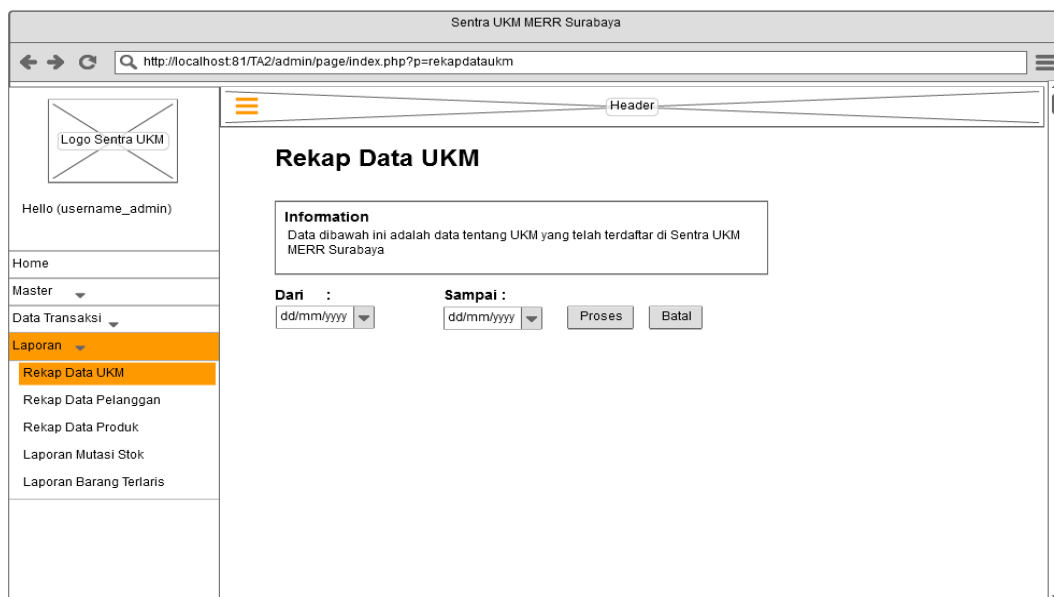 Sentra UKM MERR Surabaya
http://localhost:81/TA2/admin/page/index.php?p=rekapdataukm
Logo Sentra UKM
Hello (username_admin)
Home
Master
Data Transaksi
Laporan
Rekap Data UKM
Rekap Data Pelanggan
Rekap Data Produk
Laporan Mutasi Stok
Laporan Barang Terlaris
Header
Rekap Data UKM
Information
Data dibawah ini adalah data tentang UKM yang telah terdaftar di Sentra UKM
MERR Surabaya
Dari : Sampai :
dd/mm/yyyy dd/mm/yyyy Proses Batal